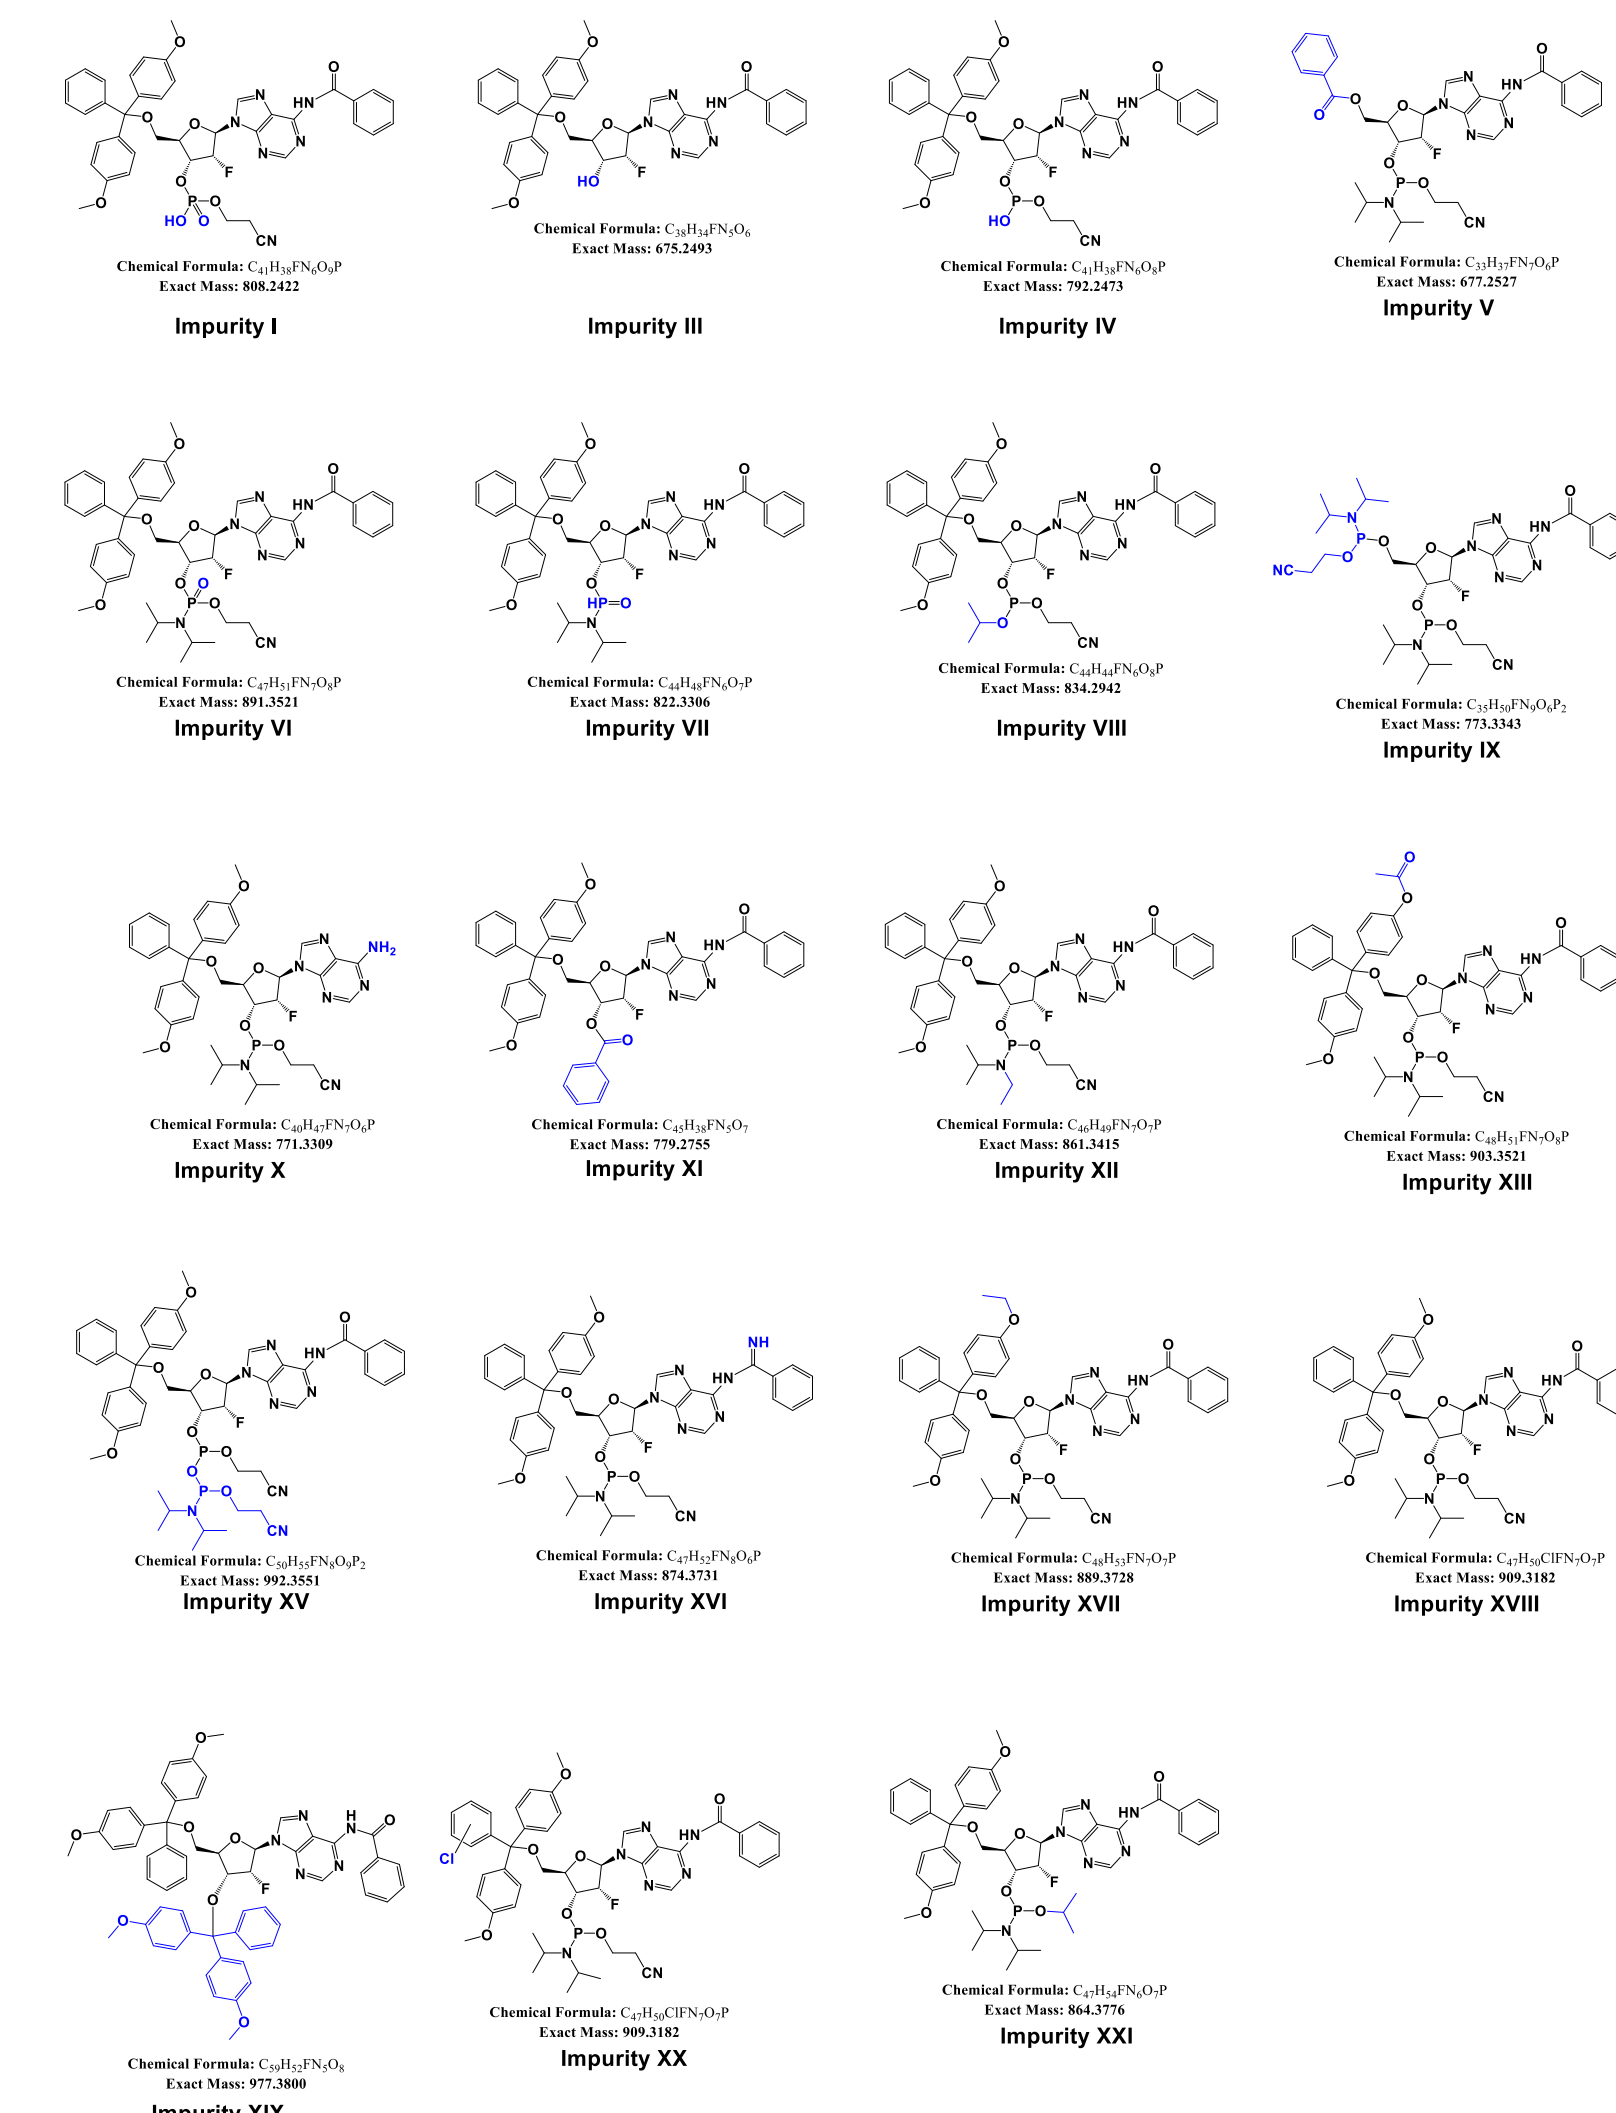 Chemical Formula: C41H38FN6O9P
Exact Mass: 808.2422
Impurity I
Chemical Formula: C38H34FN5O6
Exact Mass: 675.2493
Impurity III
Chemical Formula: C41H38FN6O8P
Exact Mass: 792.2473
Impurity IV
Chemical Formula: C33H37FN7O6P
Exact Mass: 677.2527
Impurity V
Chemical Formula: C47H51FN7O8P
Exact Mass: 891.3521
Impurity VI
Chemical Formula: C44H48FN6O7P
Exact Mass: 822.3306
Impurity VII
Chemical Formula: C44H44FN6O8P
Exact Mass: 834.2942
Impurity VIII
Chemical Formula: C35H50FN9O6P2
Exact Mass: 773.3343
Impurity IX
Chemical Formula: C40H47FN7O6P
Exact Mass: 771.3309
Impurity X
Chemical Formula: C45H38FN5O7
Exact Mass: 779.2755
Impurity XI
Chemical Formula: C46H49FN7O7P
Exact Mass: 861.3415
Impurity XII
Chemical Formula: C48H51FN7O8P
Exact Mass: 903.3521
Impurity XIII
Chemical Formula: C50H55FN8O9P2
Exact Mass: 992.3551
Impurity XV
Chemical Formula: C47H52FN8O6P
Exact Mass: 874.3731
Impurity XVI
Chemical Formula: C48H53FN7O7P
Exact Mass: 889.3728
Impurity XVII
Chemical Formula: C47H50ClFN7O7P
Exact Mass: 909.3182
Impurity XVIII
Chemical Formula: C59H52FN5O8
Exact Mass: 977.3800
Impurity XIX
Chemical Formula: C47H50ClFN7O7P
Exact Mass: 909.3182
Impurity XX
Chemical Formula: C47H54FN6O7P
Exact Mass: 864.3776
Impurity XXI